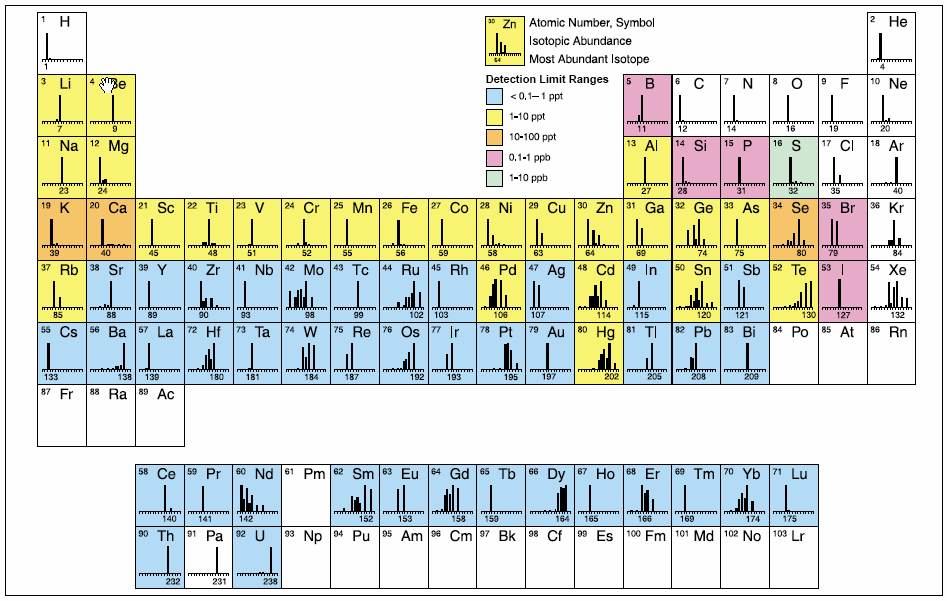 1 H 30 Zn Atomic Number, Symbol 2 He
Isotopic Abundance
64 Most Abundant Isotope
1 4
Detection Limit Ranges
< 0.1– 1 ppt
1-10 ppt
10-100 ppt
0.1-1 ppb
1-10 ppb
3 Li 4 Be 5 B 6 C 7 N 8 O 9 F 10 Ne
7 9 11 12 14 16 19 20
11 Na 12 Mg 13 Al 14 Si 15 P 16 S 17 Cl 18 Ar
23 24 27 28 31 32 35 40
19 K 20 Ca 21 Sc 22 Ti 23 V 24 Cr 25 Mn 26 Fe 27 Co 28 Ni 29 Cu 30 Zn 31 Ga 32 Ge 33 As 34 Se 35 Br 36 Kr
39 40 45 48 51 52 55 56 59 58 63 64 69 74 75 80 79 84
37 Rb 38 Sr 39 Y 40 Zr 41 Nb 42 Mo 43 Tc 44 Ru 45 Rh 46 Pd 47 Ag 48 Cd 49 In 50 Sn 51 Sb 52 Te 53 I 54 Xe
85 88 89 90 93 98 99 102 103 106 107 114 115 120 121 130 127 132
55 Cs 56 Ba 57 La 72 Hf 73 Ta 74 W 75 Re 76 Os 77 Ir 78 Pt 79 Au 80 Hg 81 Tl 82 Pb 83 Bi 84 Po 85 At 86 Rn
133 138 139 180 181 184 187 192 193 195 197 202 205 208 209
87 Fr 88 Ra 89 Ac
58 Ce 59 Pr 60 Nd 61 Pm 62 Sm 63 Eu 64 Gd 65 Tb 66 Dy 67 Ho 68 Er 69 Tm 70 Yb 71 Lu
140 141 142 152 153 158 159 164 165 166 169 174 175
90 Th 91 Pa 92 U 93 Np 94 Pu 95 Am 96 Cm 97 Bk 98 Cf 99 Es 100 Fm 101 Md 102 No 103 Lr
232 231 238